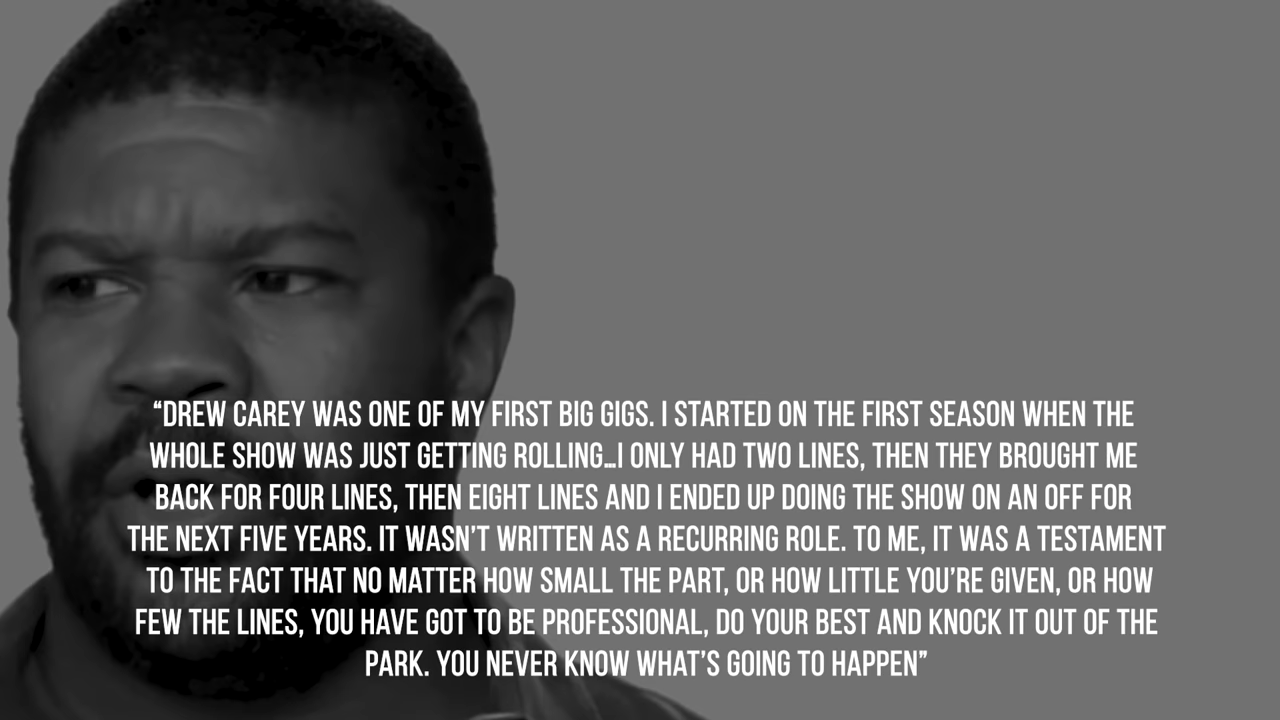 “DREW CAREY WAS ONE OF MY FIRST BIG GIGS. I STARTED ON THE FIRST SEASON WHEN THE
WHOLE SHOW WAS JUST GETTING ROLLING...I ONLY HAD TWO LINES, THEN THEY BROUGHT ME
BACK FOR FOUR LINES, THEN EIGHT LINES AND I ENDED UP DOING THE SHOW ON AN OFF FOR
THE NEXT FIVE YEARS. IT WASN’T WRITTEN AS A RECURRING ROLE. TO ME, IT WAS A TESTAMENT
TO THE FACT THAT NO MATTER HOW SMALL THE PART, OR HOW LITTLE YOU’RE GIVEN, OR HOW
FEW THE LINES, YOU HAVE GOT TO BE PROFESSIONAL, DO YOUR BEST AND KNOCK IT OUT OF THE
PARK. YOU NEVER KNOW WHAT’S GOING TO HAPPEN”